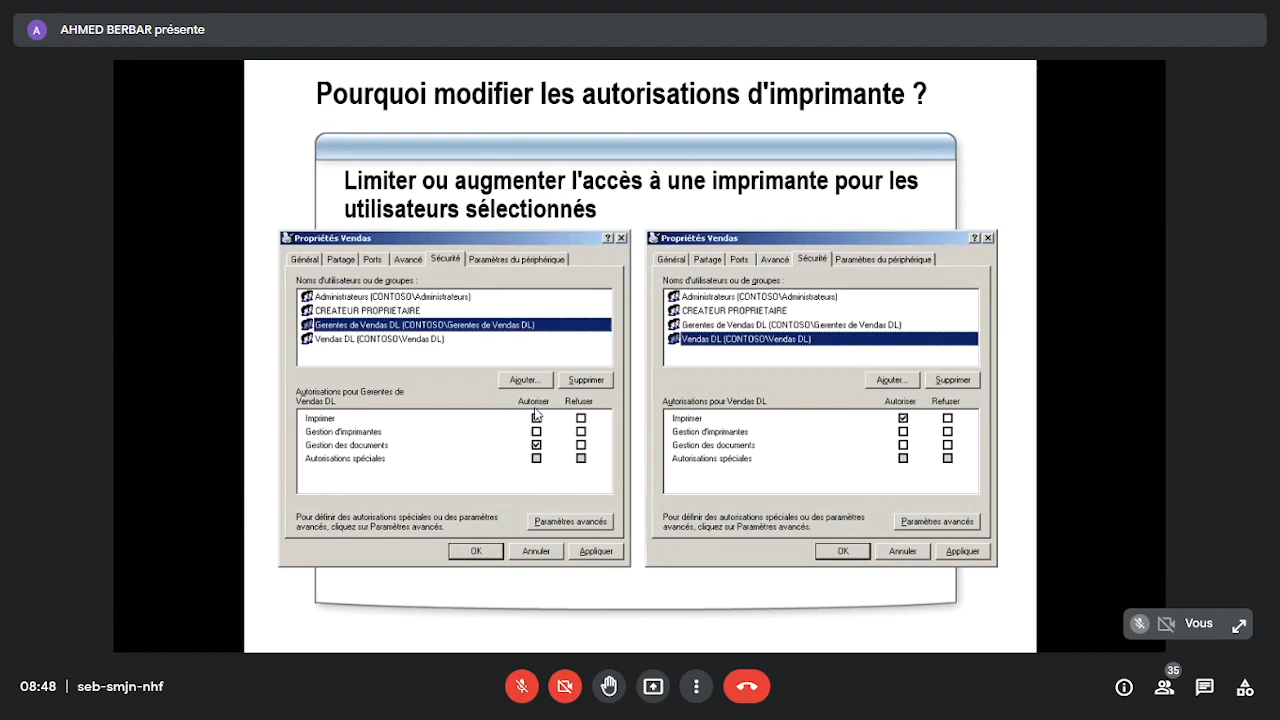 A AHMED BERBAR présente
Pourquoi modifier les autorisations d'imprimante ?
Limiter ou augmenter l'accès à une imprimante pour les
utilisateurs sélectionnés
Propriétés Vendas
Général Partage Ports Avancé Sécurité Paramètres du périphérique
Noms d'utilisateurs ou de groupes :
Administrateurs (CONTOSO\Administrateurs)
CREATEUR PROPRIETAIRE
Gerentes de Vendas DL (CONTOSO\Gerentes de Vendas DL)
Vendas DL (CONTOSO\Vendas DL)
Ajouter... Supprimer
Autorisations pour Gerentes de
Vendas DL Autoriser Refuser
Imprimer
Gestion d'imprimantes
Gestion des documents
Autorisations spéciales
Pour définir des autorisations spéciales ou des paramètres
avancés, cliquez sur Paramètres avancés.
Paramètres avancés
OK Annuler Appliquer
Propriétés Vendas
Général Partage Ports Avancé Sécurité Paramètres du périphérique
Noms d'utilisateurs ou de groupes :
Administrateurs (CONTOSO\Administrateurs)
CREATEUR PROPRIETAIRE
Gerentes de Vendas DL (CONTOSO\Gerentes de Vendas DL)
Vendas DL (CONTOSO\Vendas DL)
Ajouter... Supprimer
Autorisations pour Vendas DL Autoriser Refuser
Imprimer
Gestion d'imprimantes
Gestion des documents
Autorisations spéciales
Pour définir des autorisations spéciales ou des paramètres
avancés, cliquez sur Paramètres avancés.
Paramètres avancés
OK Annuler Appliquer
Vous
08:48 | seb-smjn-nhf
35